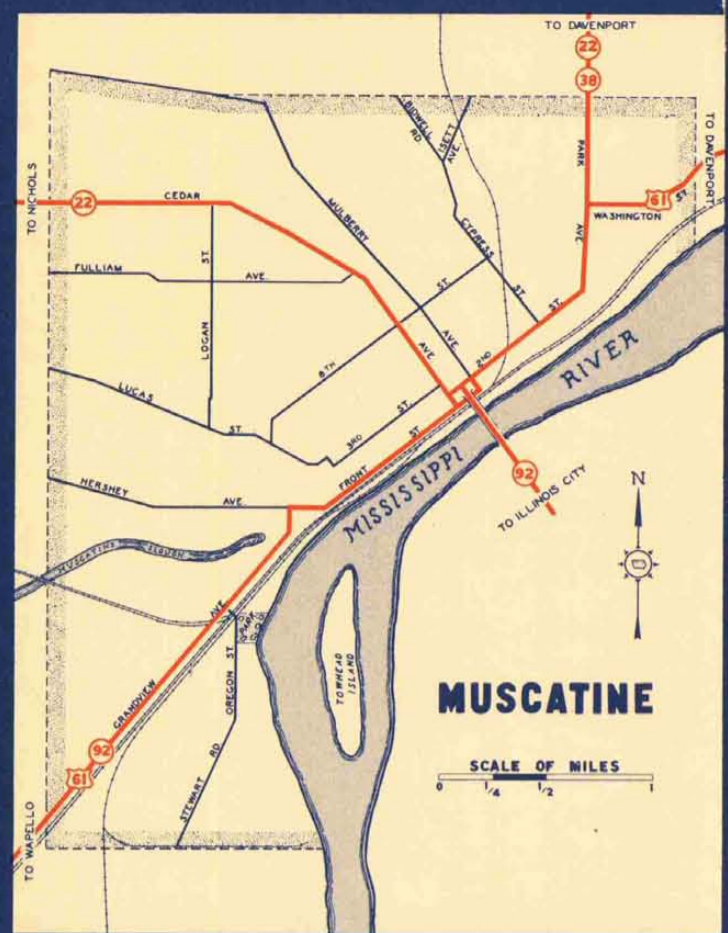 TO DAVENPORT
22
38
TO DAVENPORT
BIDWELL RD
ISETT AVE.
PARK AVE.
61
WASHINGTON ST.
TO NICHOLS
22
CEDAR AVE
MULBERRY AVE
CYPRESS ST.
FULLIAM AVE.
LOGAN ST.
8TH ST.
2ND ST.
LUCAS ST.
3RD ST.
FRONT ST.
HERSHEY AVE.
MISSISSIPPI RIVER
92
TO ILLINOIS CITY
N
MUSCATINE SLOUGH
PARK
TOWHEAD ISLAND
OREGON ST.
GRANDVIEW AVE
92
61
STEWART RD
TO WAPELLO
MUSCATINE
SCALE OF MILES
0 1/4 1/2 1